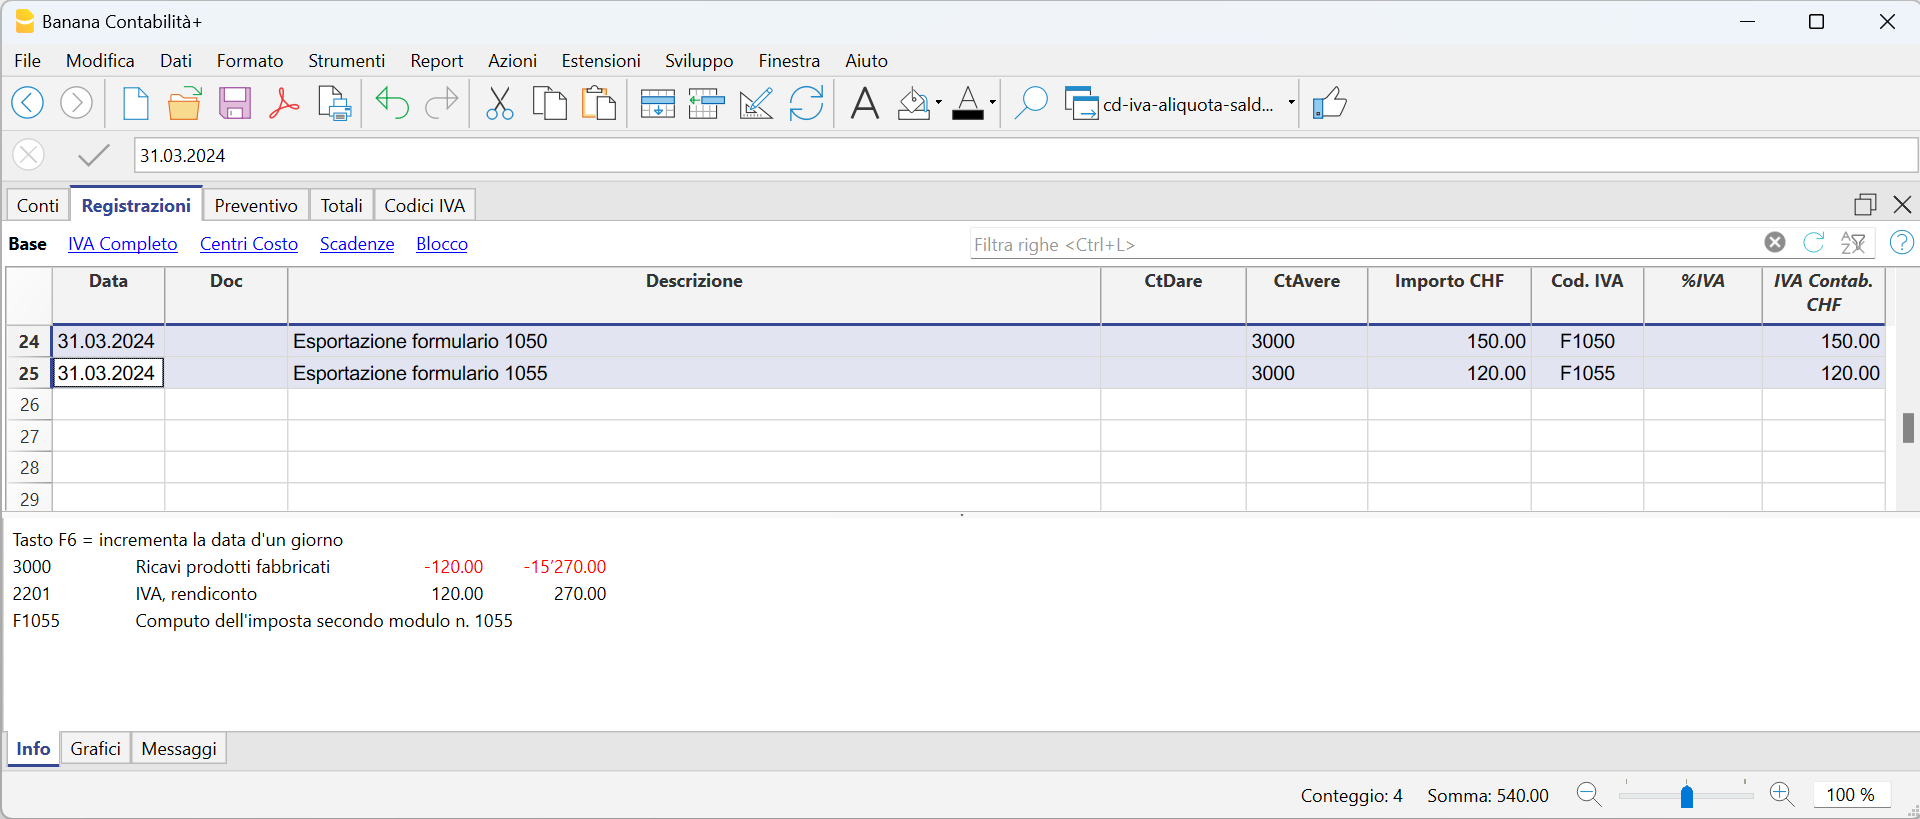 Banana Contabilità+
File Modifica Dati Formato Strumenti Report Azioni Estensioni Sviluppo Finestra Aiuto
cd-iva-aliquota-sald...
31.03.2024
Conti Registrazioni Preventivo Totali Codici IVA
Base IVA Completo Centri Costo Scadenze Blocco Filtra righe <Ctrl+L>
Data Doc Descrizione CtDare CtAvere Importo CHF Cod. IVA %IVA IVA Contab. CHF
24 31.03.2024 Esportazione formulario 1050 3000 150.00 F1050 150.00
25 31.03.2024 Esportazione formulario 1055 3000 120.00 F1055 120.00
26
27
28
29
Tasto F6 = incrementa la data d'un giorno
3000 Ricavi prodotti fabbricati -120.00 -15'270.00
2201 IVA, rendiconto 120.00 270.00
F1055 Computo dell'imposta secondo modulo n. 1055
Info Grafici Messaggi
Conteggio: 4 Somma: 540.00 100 %